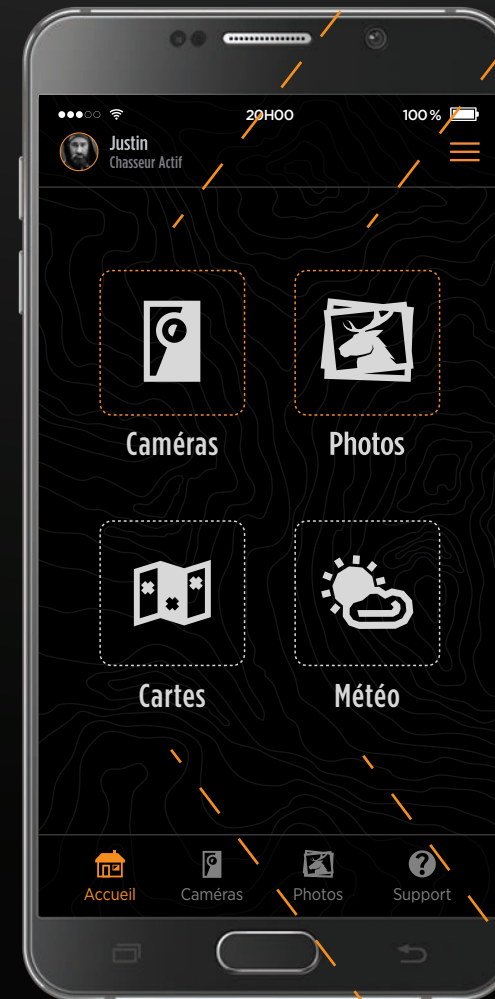 20H00
100 %
Justin
Chasseur Actif
Caméras
Photos
Cartes
Météo
Accueil
Caméras
Photos
Support